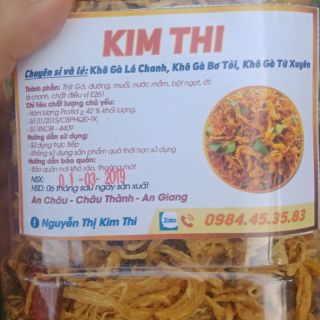 KIM THI
Chuyên sỉ và lẻ: Khô Gà Lá Chanh, Khô Gà Bơ Tỏi, Khô Gà Tứ Xuyên
Thành phần: Thịt Gà, đường, muối, nước mắm, bột ngọt, ớt,
lá chanh, chất điều vị E261.
Chỉ tiêu chất lượng chủ yếu:
- Hàm lượng Protid ≥ 42 % khối lượng.
- Số 01/2015/CBPHQĐ-TK
- Số XNCBI - 4409
Hướng dẫn sử dụng:
- Sử dụng trực tiếp
- Không sử dụng sản phẩm quá thời hạn sử dụng
Hướng dẫn bảo quản:
- Bảo quản nơi khô ráo, thoáng mát
NSX: 01-03-2019
HSD: 06 tháng sau ngày sản xuất
An Châu - Châu Thành - An Giang
Nguyễn Thị Kim Thi
Zalo
0984.45.35.83